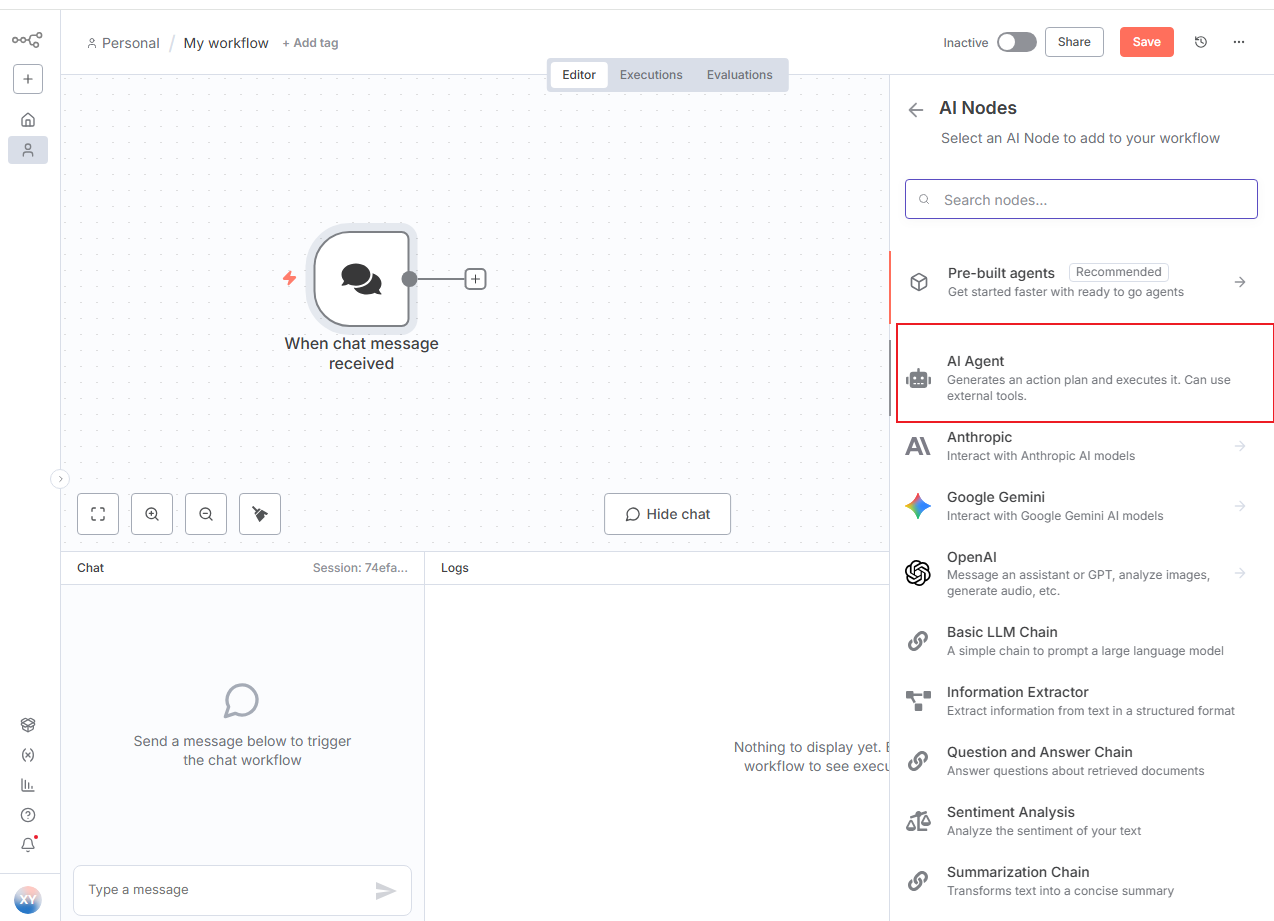 Personal / My workflow + Add tag
Inactive
Share
Save
Editor
Executions
Evaluations
When chat message
received
Hide chat
Chat
Session: 74efa...
Logs
Send a message below to trigger
the chat workflow
Nothing to display yet.
workflow to see execu
Type a message
XY
AI Nodes
Select an AI Node to add to your workflow
Search nodes...
Pre-built agents
Recommended
Get started faster with ready to go agents
AI Agent
Generates an action plan and executes it. Can use
external tools.
Anthropic
Interact with Anthropic AI models
Google Gemini
Interact with Google Gemini AI models
OpenAI
Message an assistant or GPT, analyze images,
generate audio, etc.
Basic LLM Chain
A simple chain to prompt a large language model
Information Extractor
Extract information from text in a structured format
Question and Answer Chain
Answer questions about retrieved documents
Sentiment Analysis
Analyze the sentiment of your text
Summarization Chain
Transforms text into a concise summary